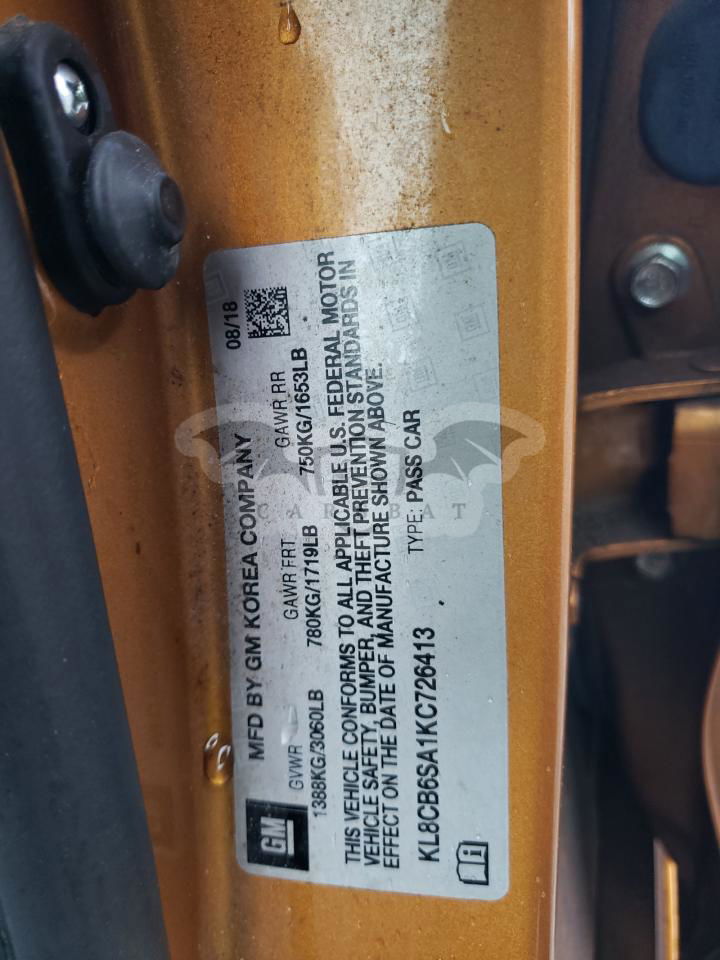 MFD BY GM KOREA COMPANY 08/18
GVWR GAWR FRT GAWR RR
1388KG/3060LB 780KG/1719LB 750KG/1653LB
THIS VEHICLE CONFORMS TO ALL APPLICABLE U.S. FEDERAL MOTOR
VEHICLE SAFETY, BUMPER, AND THEFT PREVENTION STANDARDS IN
EFFECT ON THE DATE OF MANUFACTURE SHOWN ABOVE.
KL8CB6SA1KC726413 TYPE: PASS CAR
GM
CAR BAT